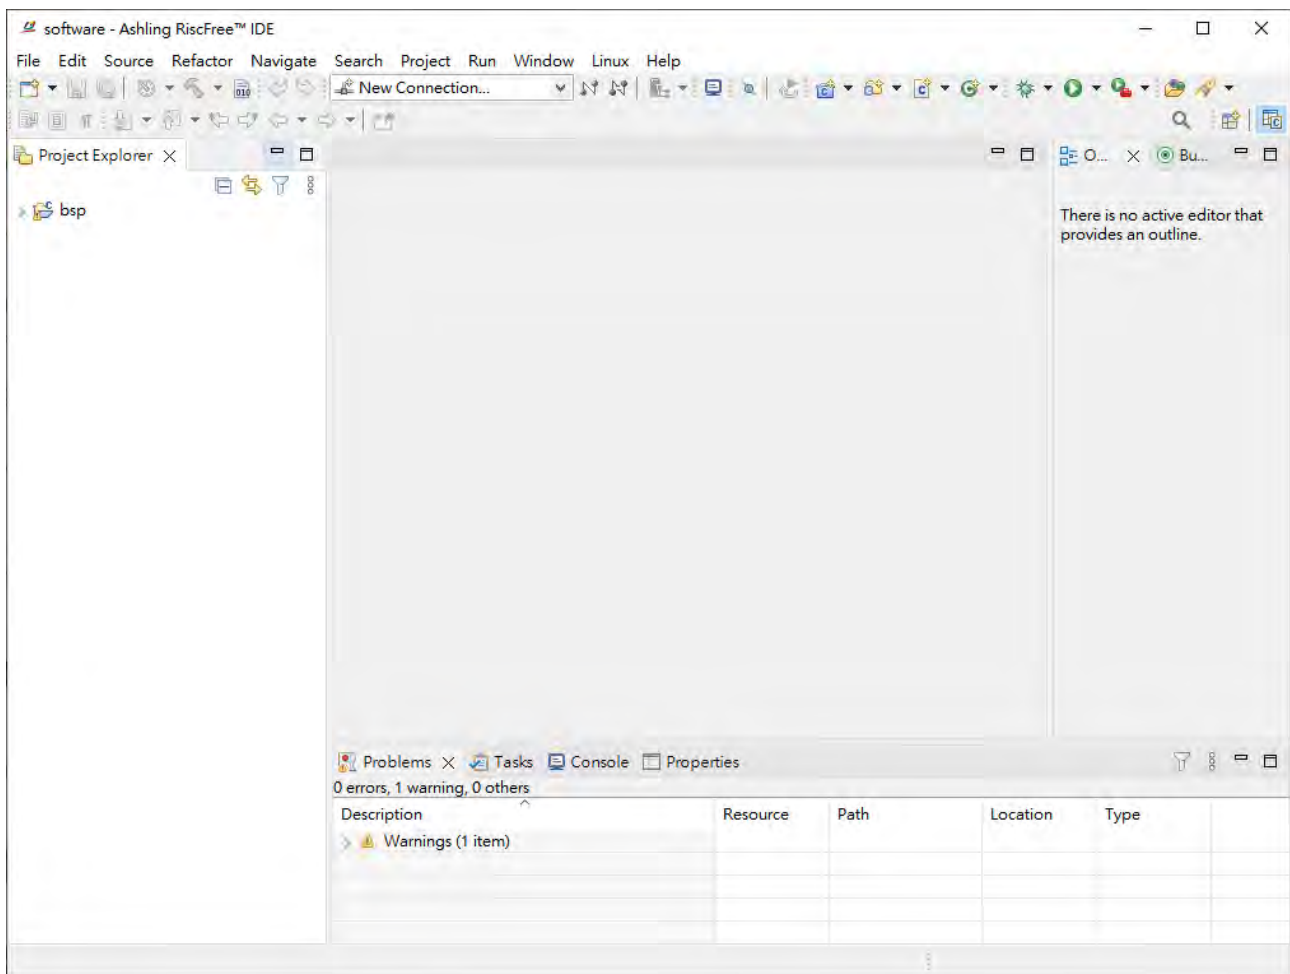 software - Ashling RiscFree™ IDE
File Edit Source Refactor Navigate Search Project Run Window Linux Help
New Connection...
Project Explorer
O... Bu...
bsp
There is no active editor that
provides an outline.
Problems Tasks Console Properties
0 errors, 1 warning, 0 others
Description Resource Path Location Type
Warnings (1 item)